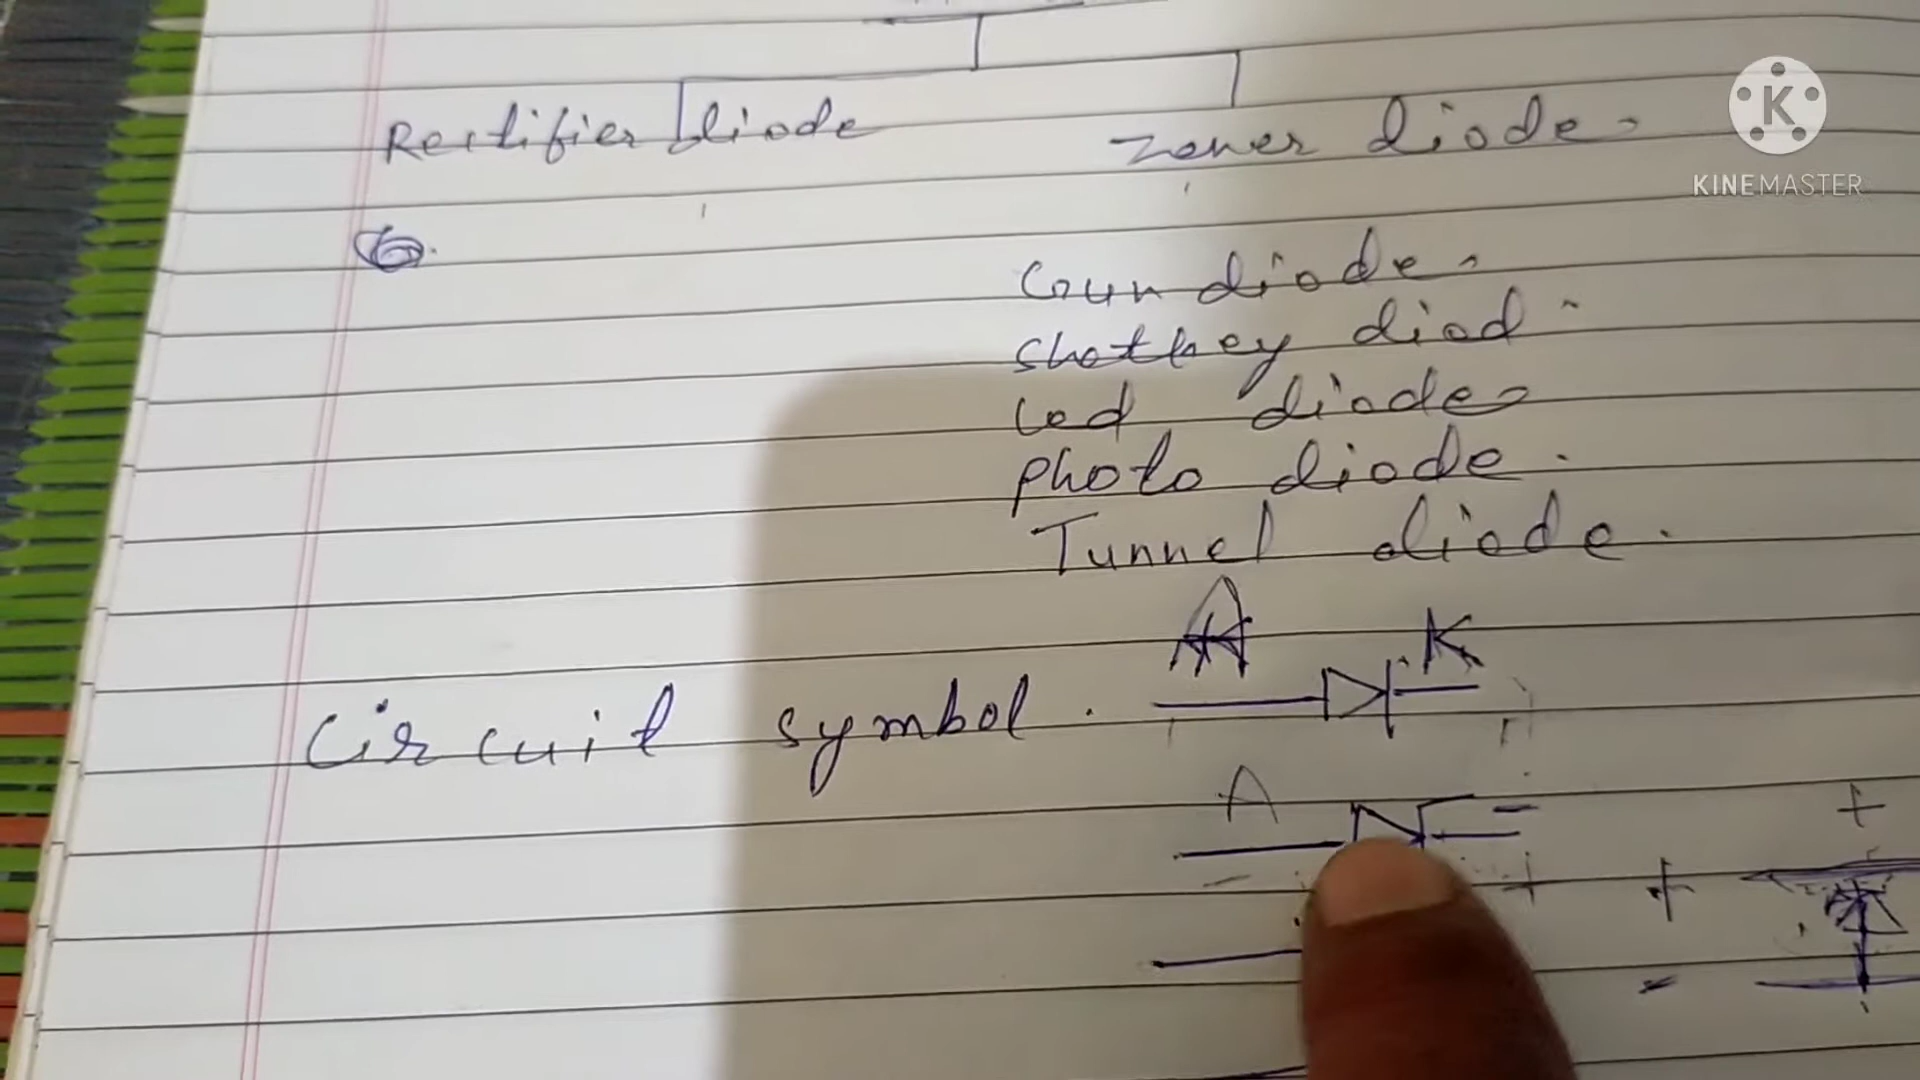 Rectifier diode
Zener diode.
KINEMASTER
Gun diode.
Shotkey diod.
Led diode
photo diode.
Tunnel diode.
A K
Circuit symbol.
A -
+
- + +
-